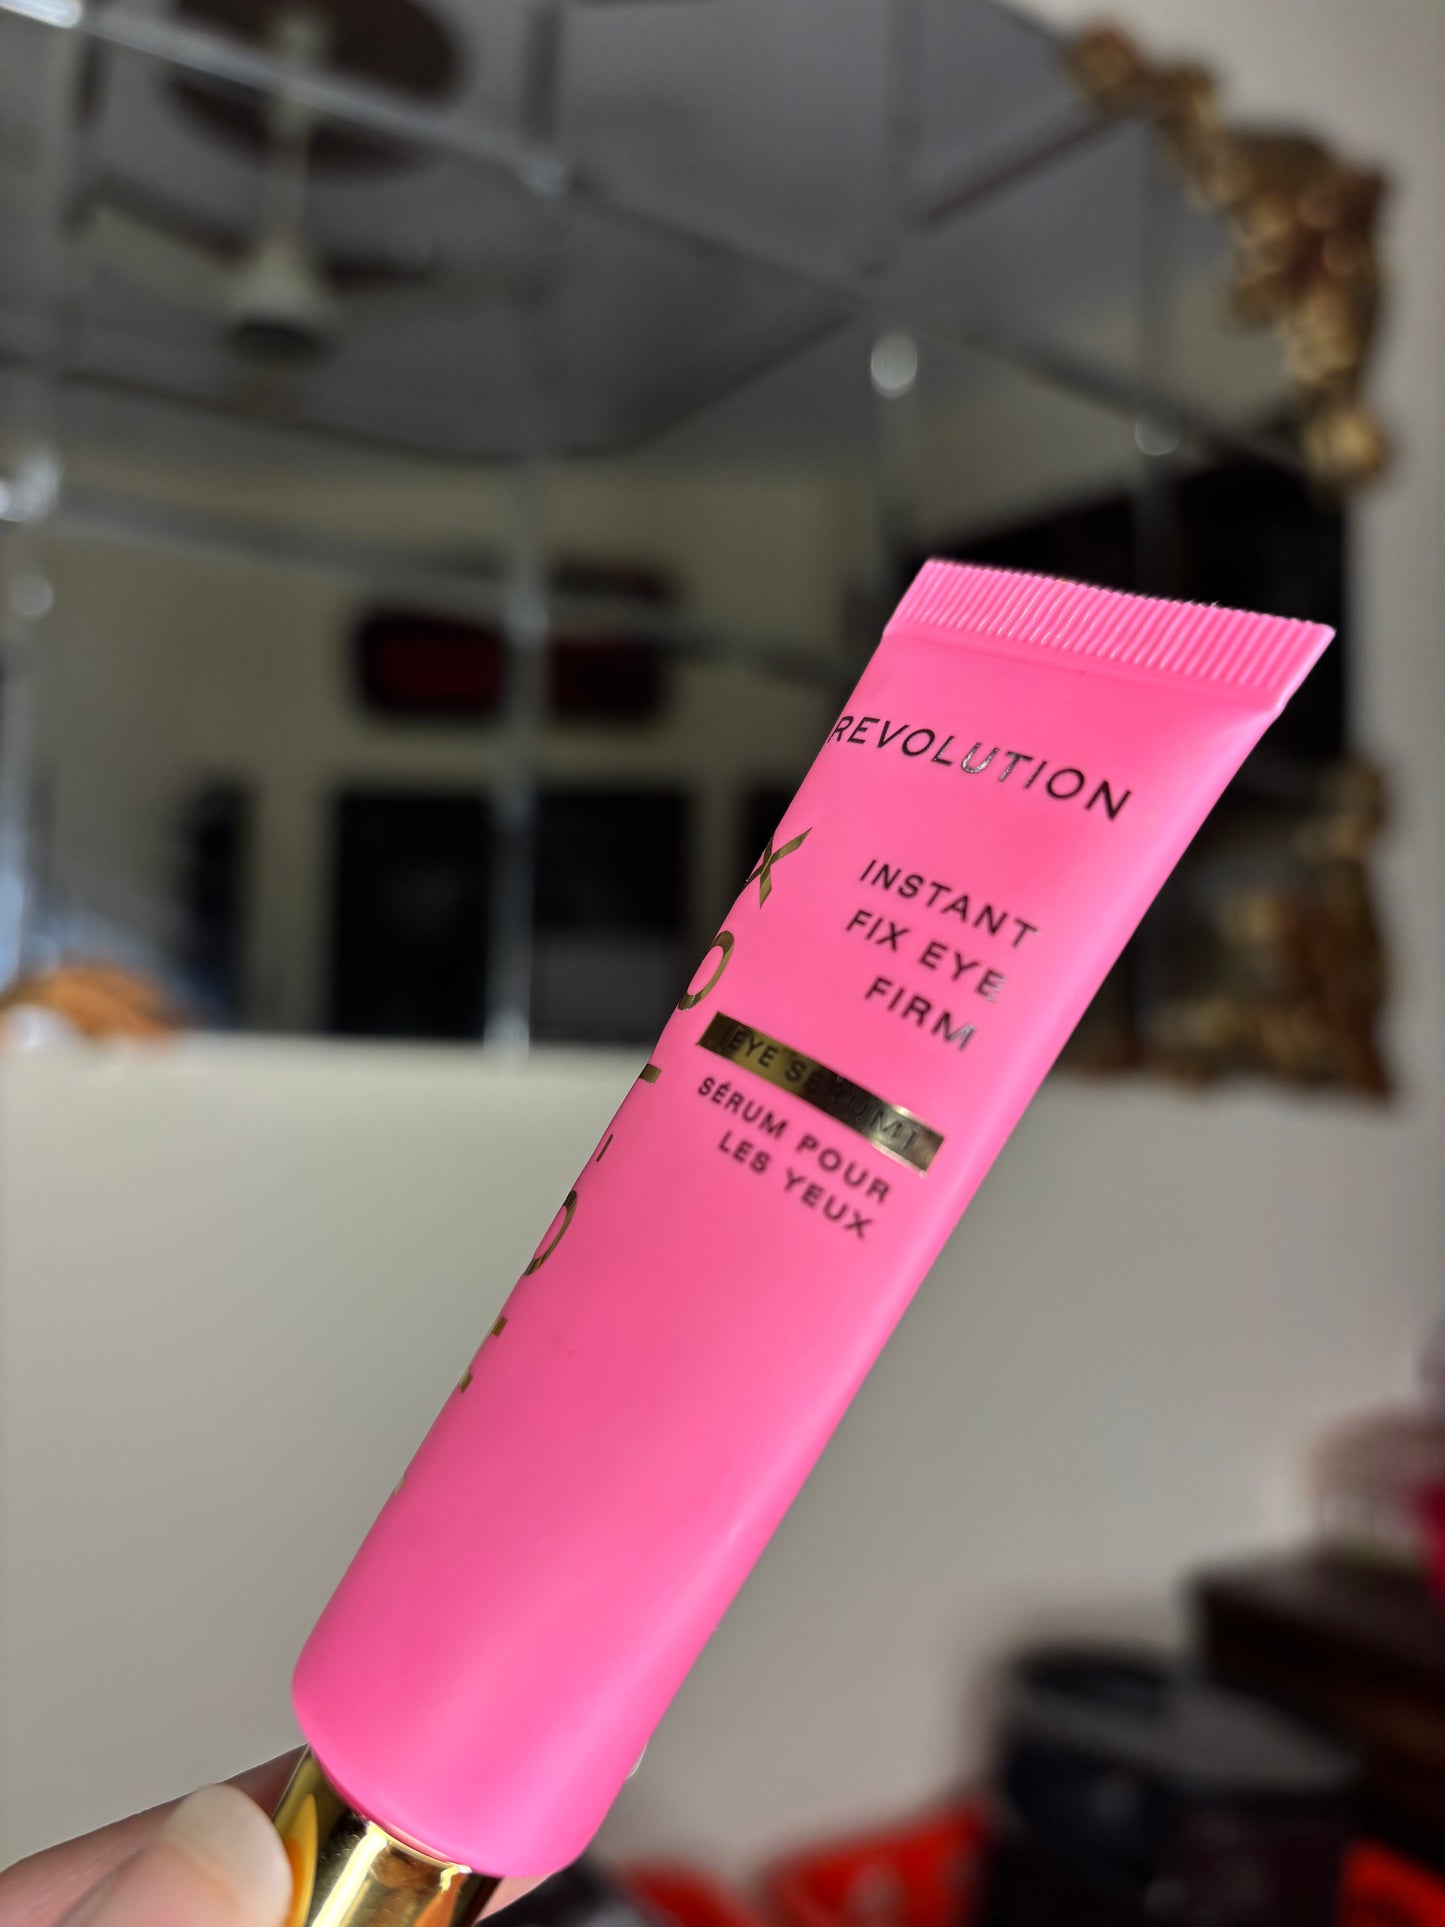 REVOLUTION
INSTANT
FIX EYE
FIRM
[EYE SERUM]
SÉRUM POUR
LES YEUX